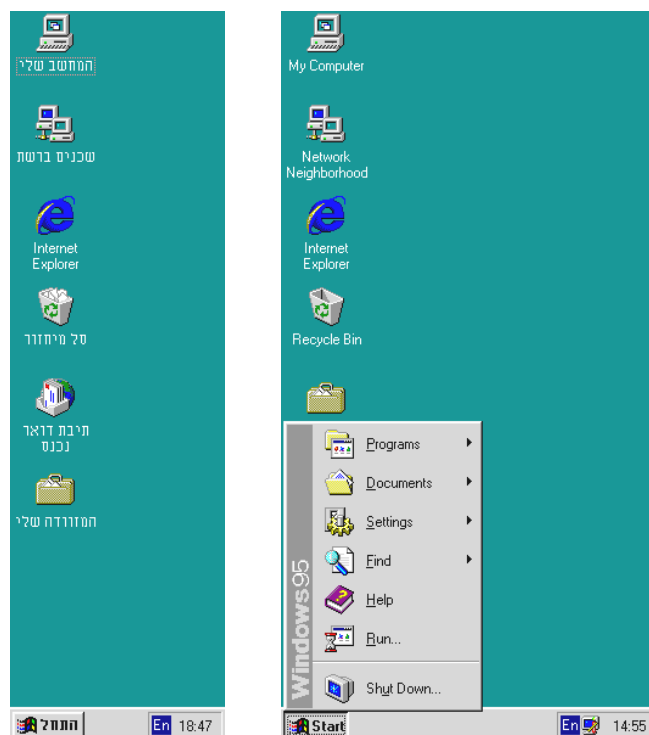 המחשב שלי
שכנים ברשת
Internet
Explorer
סל מיחזור
תיבת דואר
נכנס
המזוודה שלי
התחל
En
18:47
My Computer
Network
Neighborhood
Internet
Explorer
Recycle Bin
Windows95
Programs
Documents
Settings
Find
Help
Run...
Shut Down...
Start
En
14:55